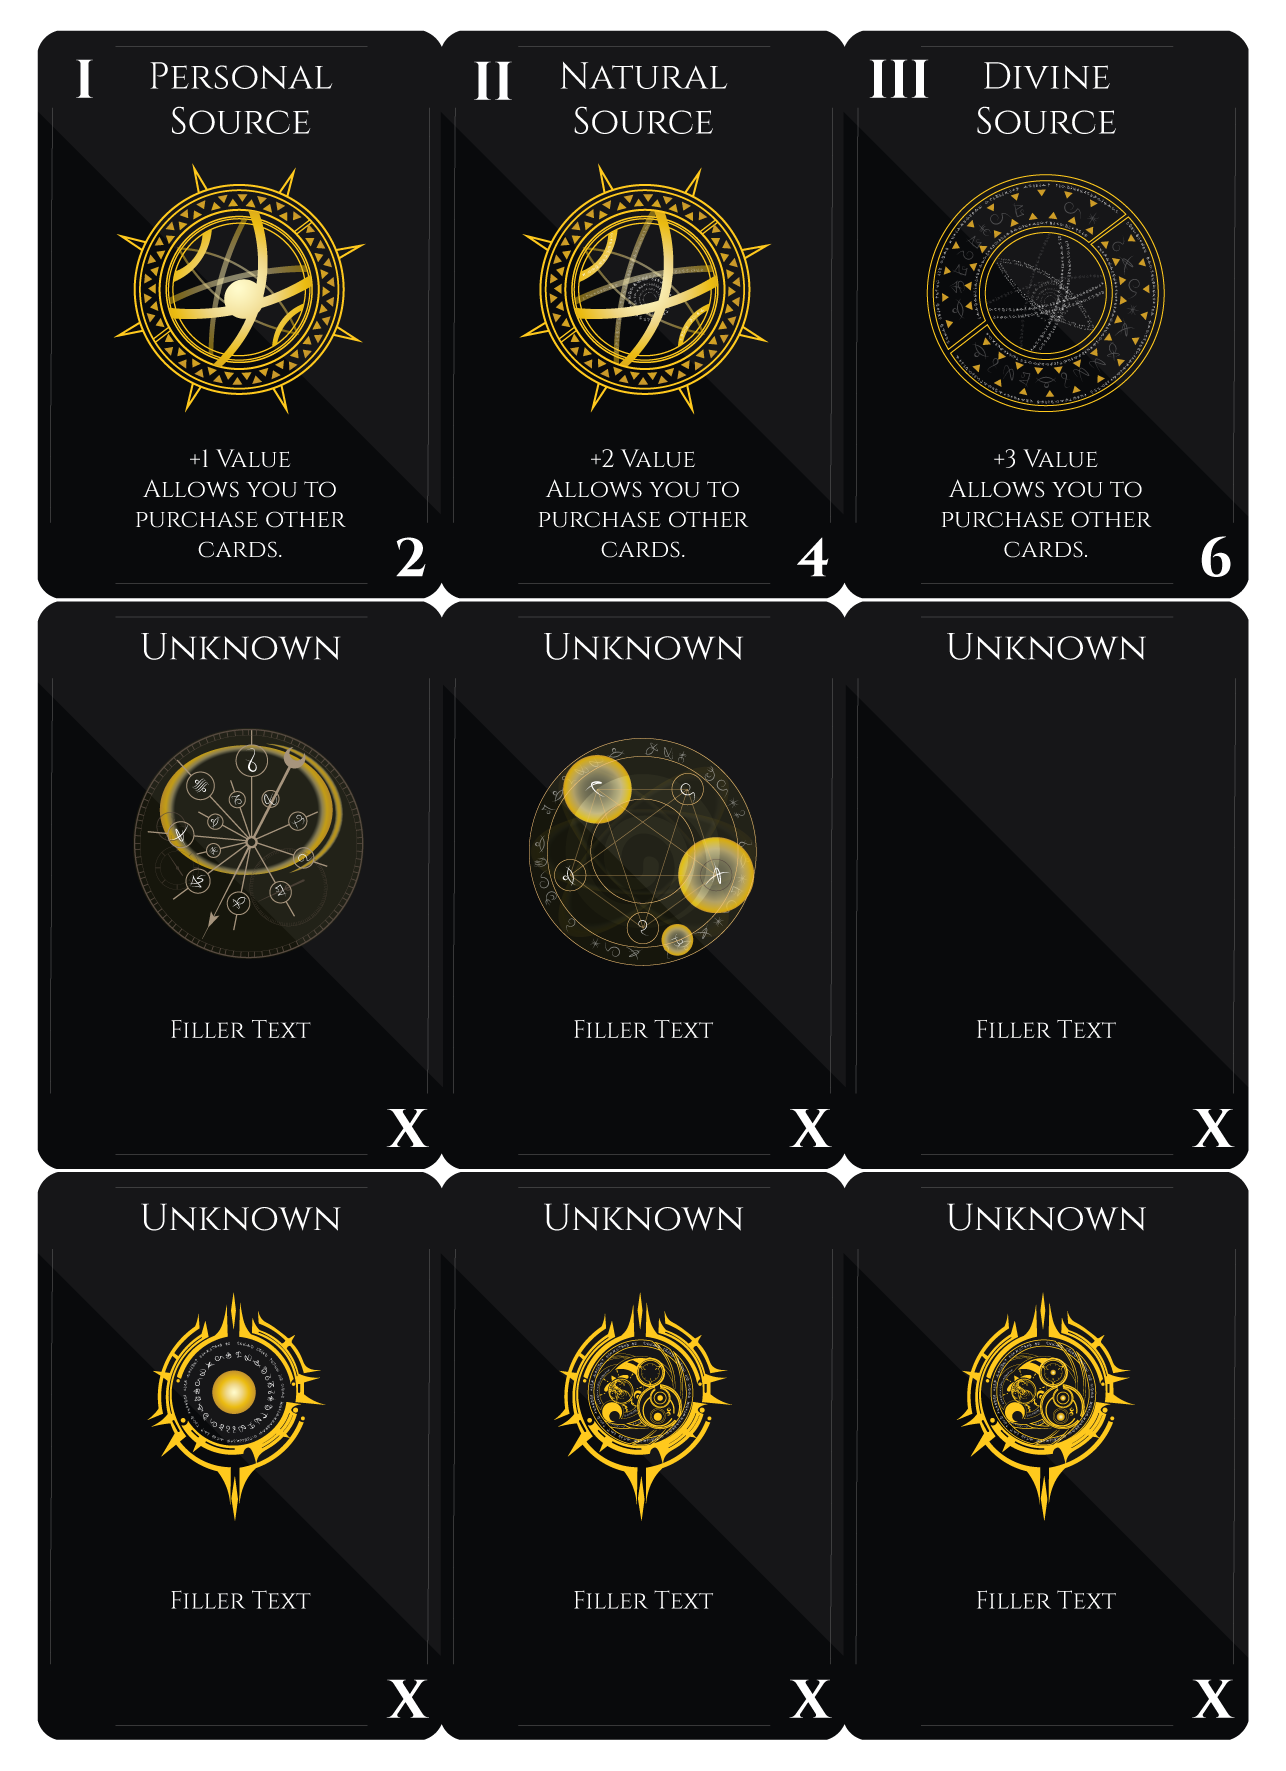 I
Personal
Source
+1 Value
Allows you to
purchase other
cards.
2
II
Natural
Source
+2 Value
Allows you to
purchase other
cards.
4
III
Divine
Source
+3 Value
Allows you to
purchase other
cards.
6
Unknown
Filler Text
X
Unknown
Filler Text
X
Unknown
Filler Text
X
Unknown
Filler Text
X
Unknown
Filler Text
X
Unknown
Filler Text
X